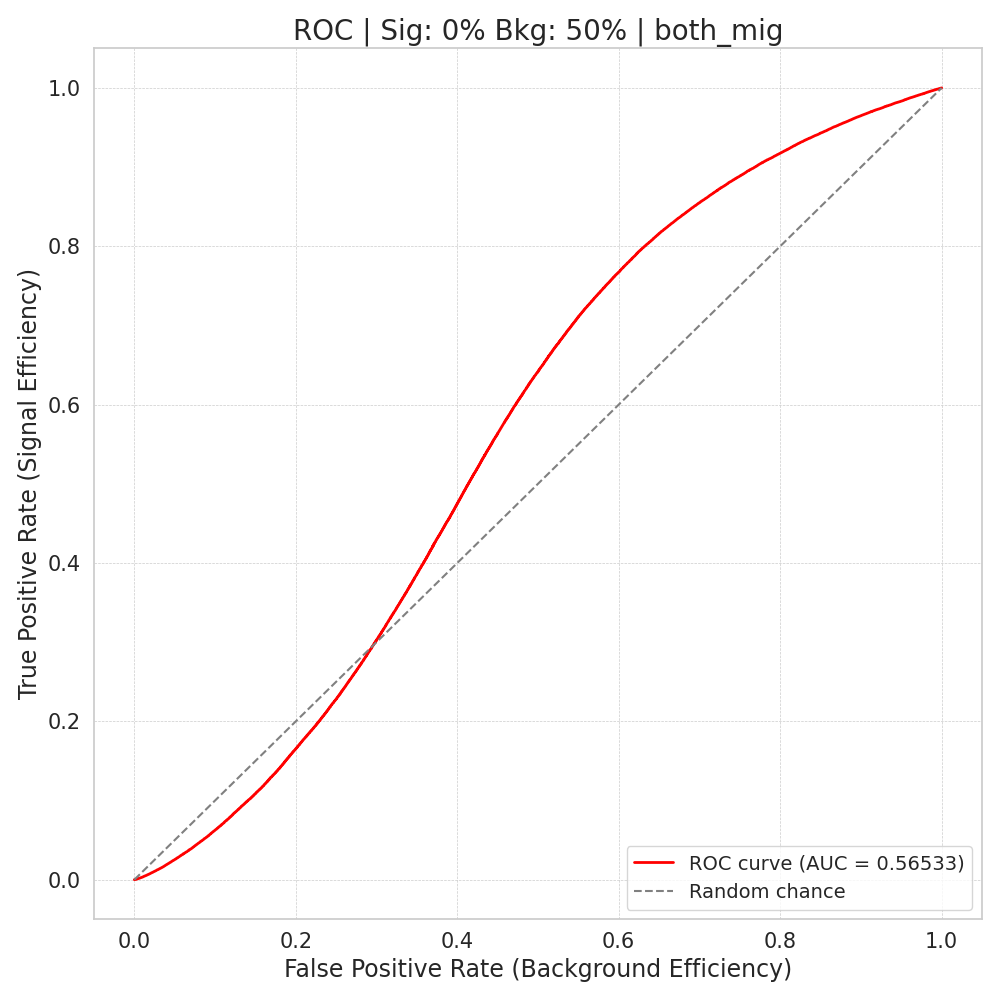 ROC | Sig: 0% Bkg: 50% | both_mig
True Positive Rate (Signal Efficiency)
1.0
0.8
0.6
0.4
0.2
0.0
ROC curve (AUC = 0.56533)
Random chance
0.0 0.2 0.4 0.6 0.8 1.0
False Positive Rate (Background Efficiency)